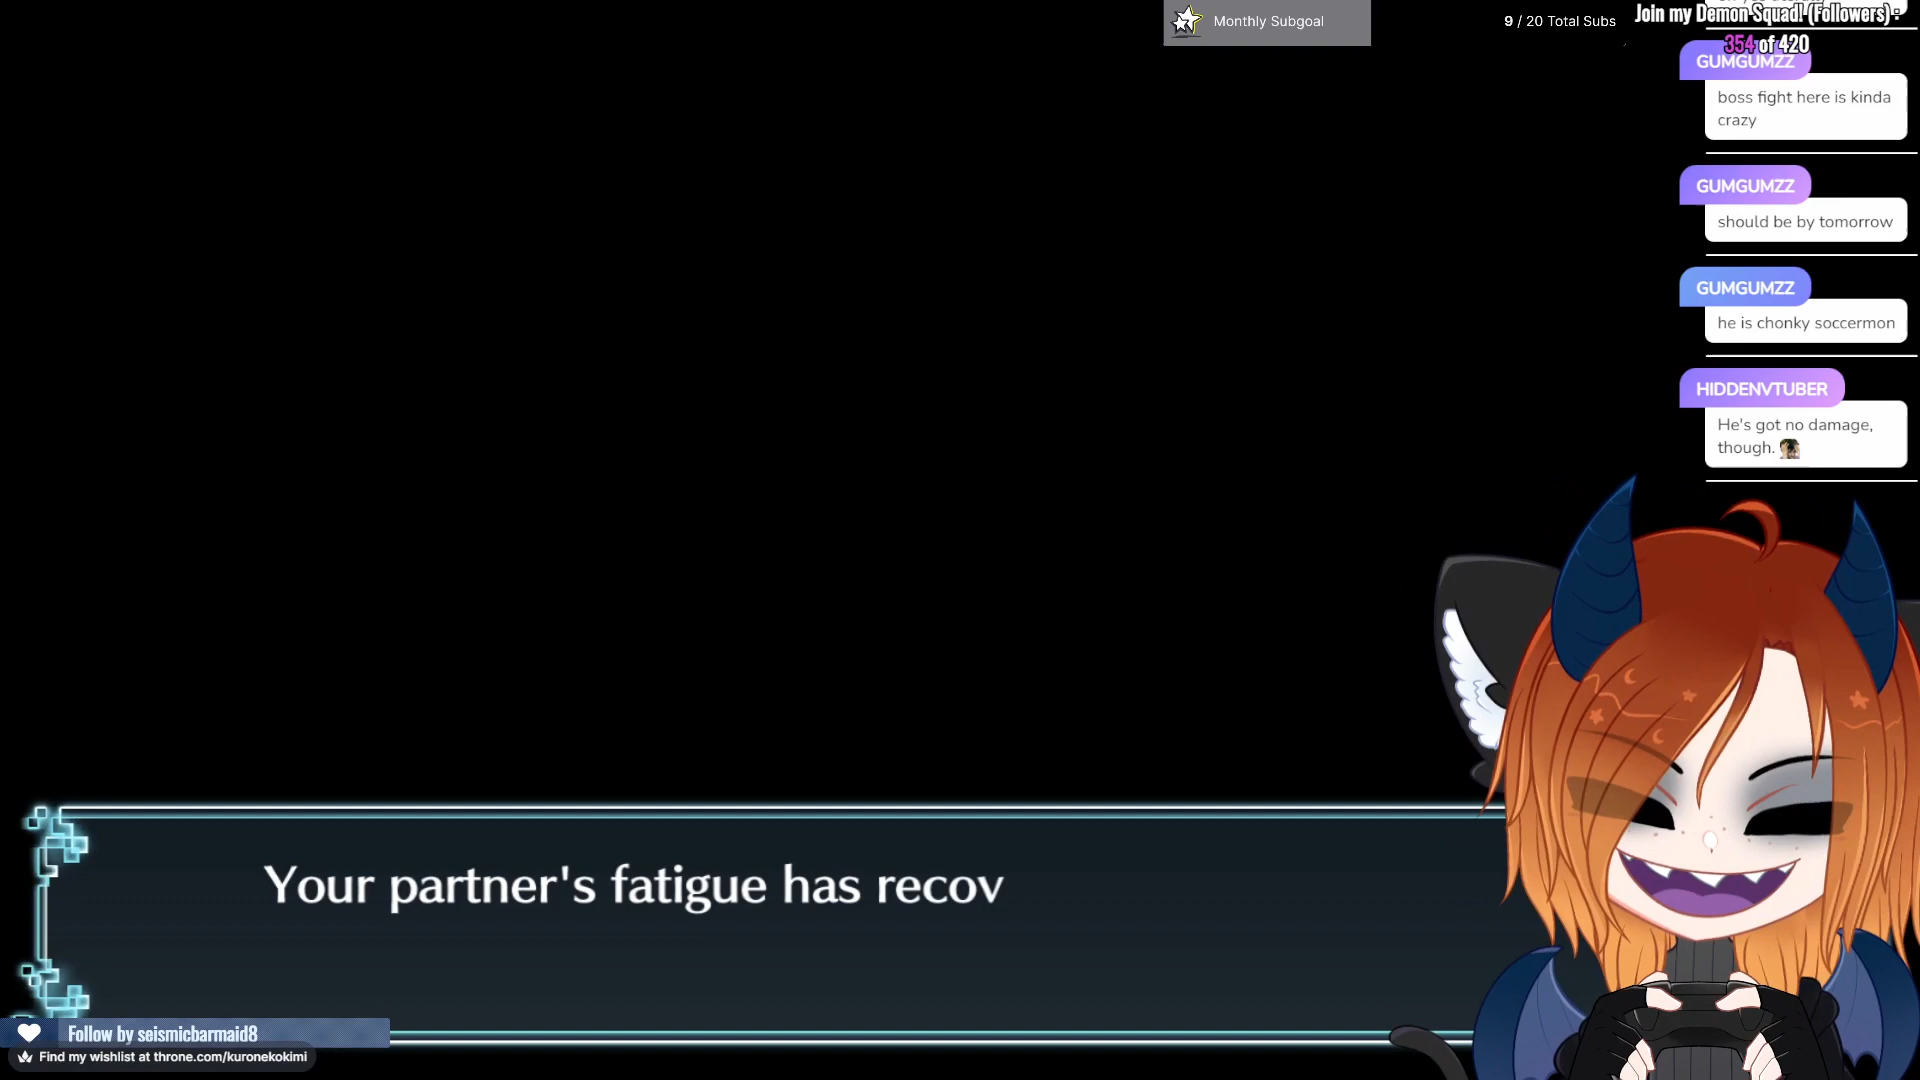 Monthly Subgoal
9 / 20 Total Subs
Join my Demon Squad! (Followers) :
354 of 420
GUMGUMZZ
boss fight here is kinda
crazy
GUMGUMZZ
should be by tomorrow
GUMGUMZZ
he is chonky soccermon
HIDDENVTUBER
He's got no damage,
though.
Your partner's fatigue has recov
Follow by seismicbarmaid8
Find my wishlist at throne.com/kuronekokimi